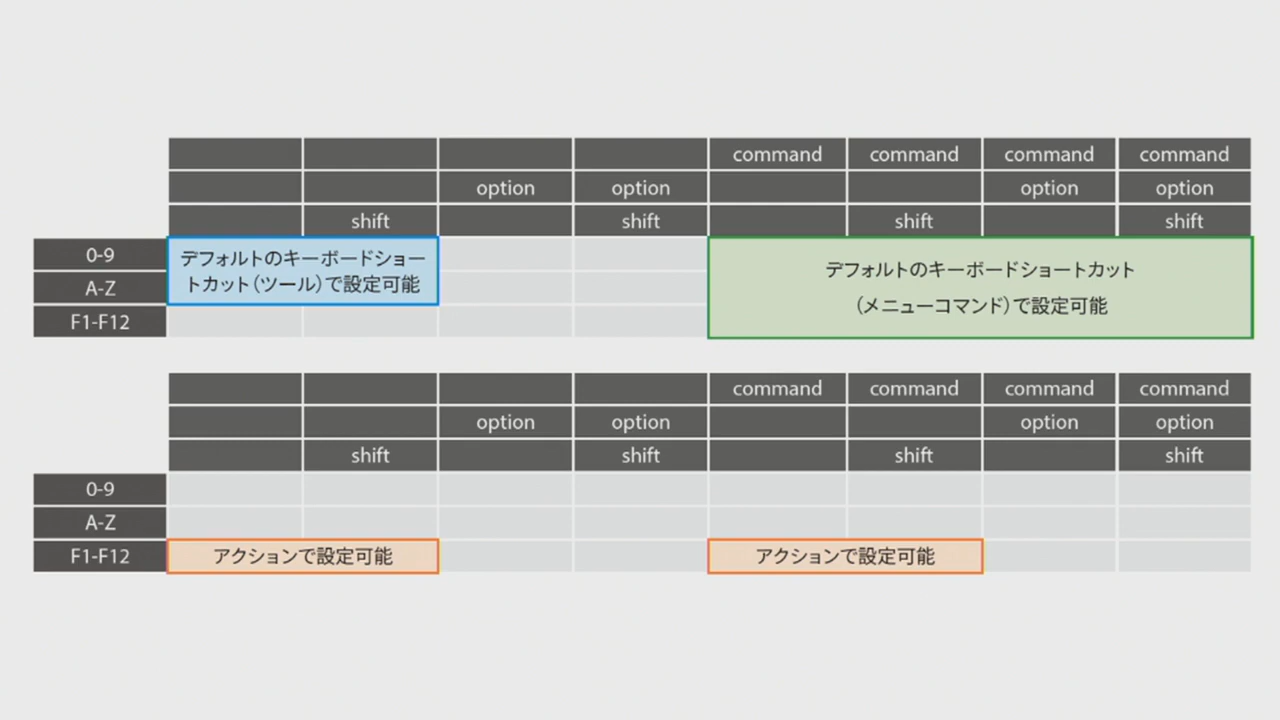 command command command command
option option option option
shift shift shift shift
0-9
A-Z
F1-F12
デフォルトのキーボードショー
トカット(ツール)で設定可能
デフォルトのキーボードショートカット
(メニューコマンド)で設定可能
command command command command
option option option option
shift shift shift shift
0-9
A-Z
F1-F12 アクションで設定可能 アクションで設定可能